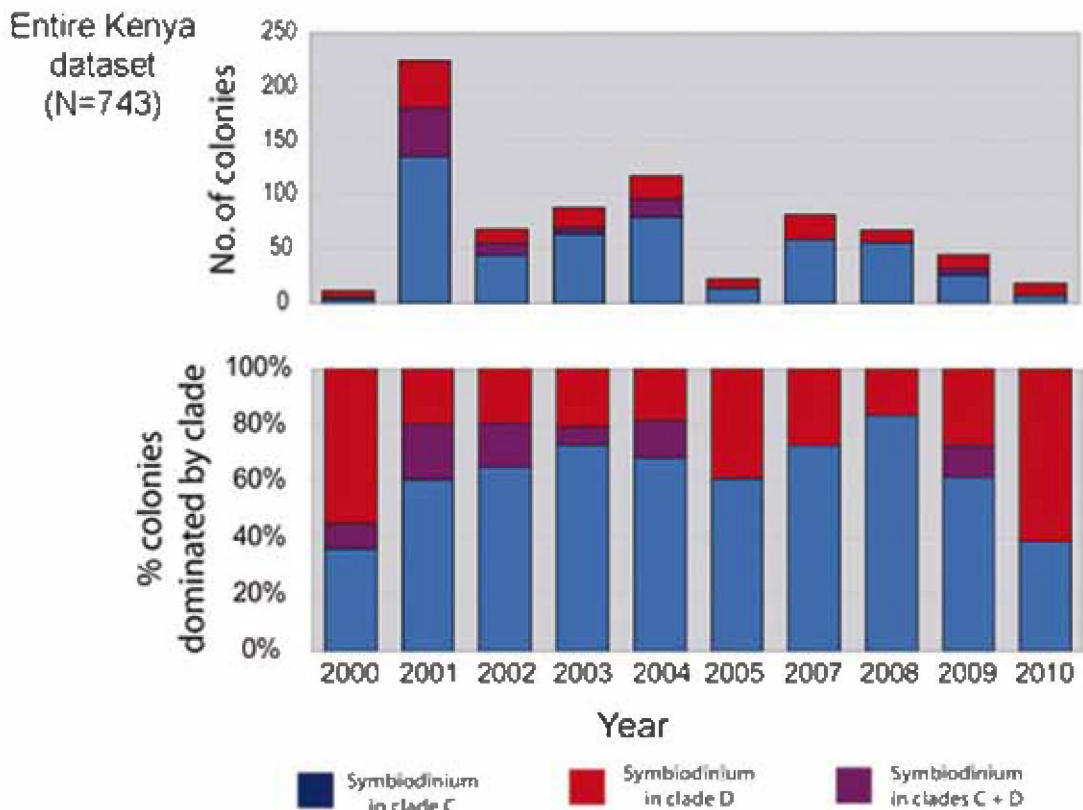 Entire Kenya
dataset
(N=743)
No. of colonies
250
200
150
100
50
0
% colonies
dominated by clade
100%
80%
60%
40%
20%
0%
2000 2001 2002 2003 2004 2005 2007 2008 2009 2010
Year
Symbiodinium
in clade C
Symbiodinium
in clade D
Symbiodinium
in clades C + D